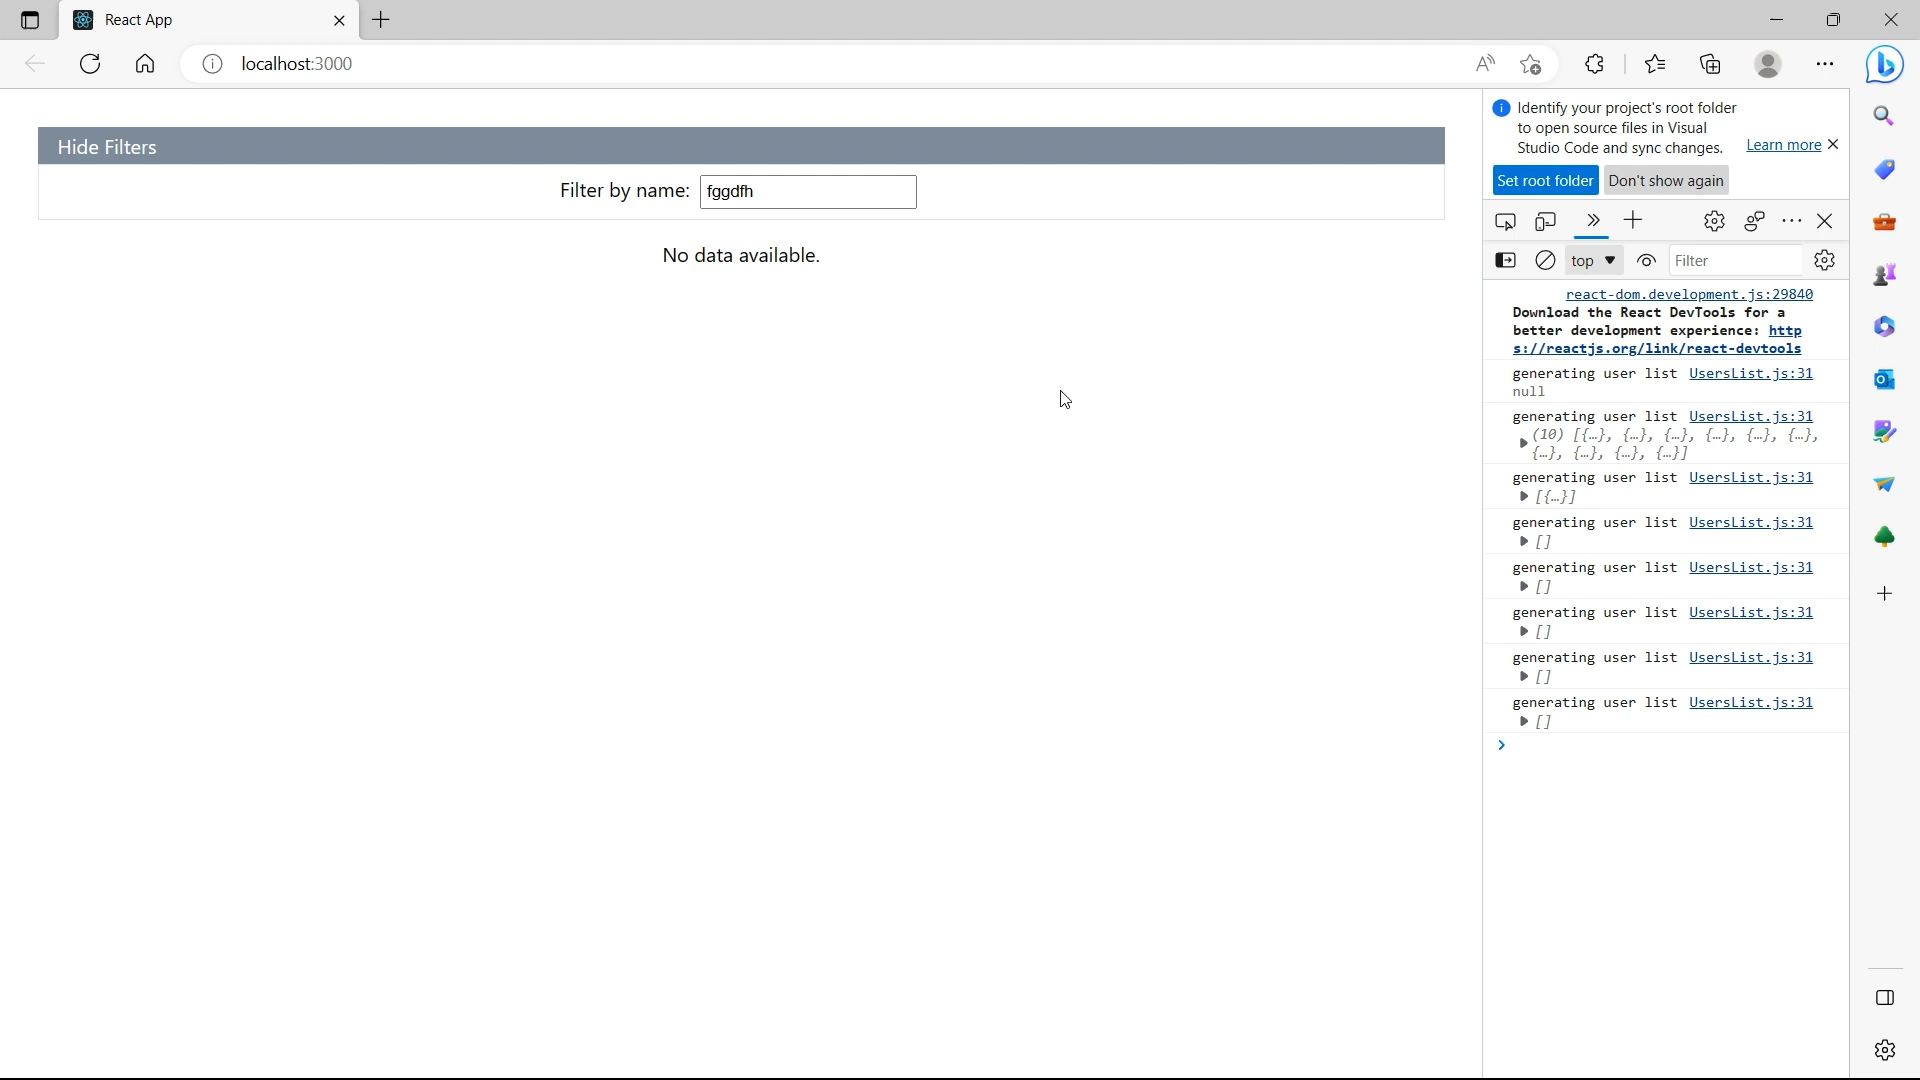 React App
localhost:3000
Hide Filters
Filter by name: fggdfh
No data available.
Identify your project's root folder
to open source files in Visual
Studio Code and sync changes. Learn more
Set root folder Don't show again
top Filter
react-dom.development.js:29840
Download the React DevTools for a
better development experience: http
s://reactjs.org/link/react-devtools
generating user list UsersList.js:31
null
generating user list UsersList.js:31
(10) [{…}, {…}, {…}, {…}, {…}, {…},
{…}, {…}, {…}, {…}]
generating user list UsersList.js:31
[{…}]
generating user list UsersList.js:31
[]
generating user list UsersList.js:31
[]
generating user list UsersList.js:31
[]
generating user list UsersList.js:31
[]
generating user list UsersList.js:31
[]